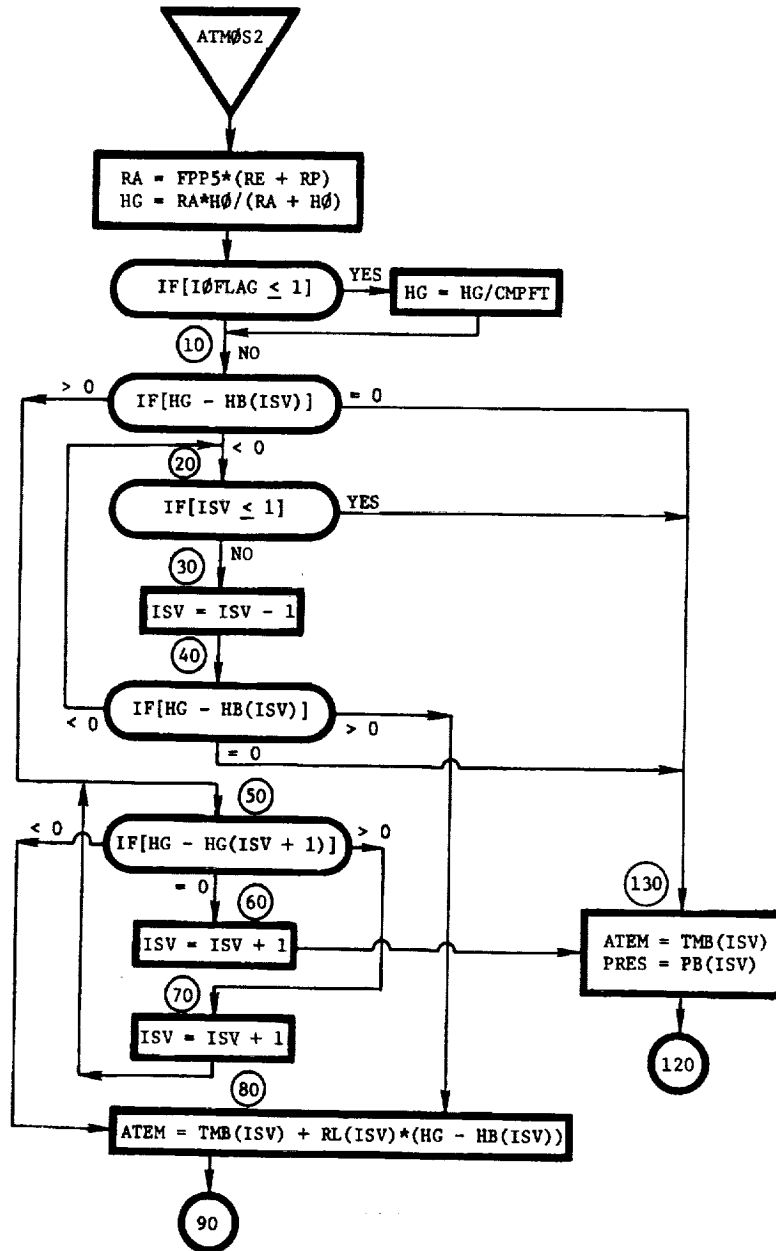 ATMØS2
RA = FPP5*(RE + RP)
HG = RA*HØ/(RA + HØ)
IF[IØFLAG ≤ 1]
YES
HG = HG/CMPFT
10
NO
> 0
IF[HG - HB(ISV)]
= 0
20
< 0
IF[ISV ≤ 1]
YES
30
NO
ISV = ISV - 1
40
IF[HG - HB(ISV)]
< 0
> 0
= 0
50
< 0
IF[HG - HG(ISV + 1)]
> 0
= 0
60
130
ISV = ISV + 1
ATEM = TMB(ISV)
PRES = PB(ISV)
70
ISV = ISV + 1
120
80
ATEM = TMB(ISV) + RL(ISV)*(HG - HB(ISV))
90